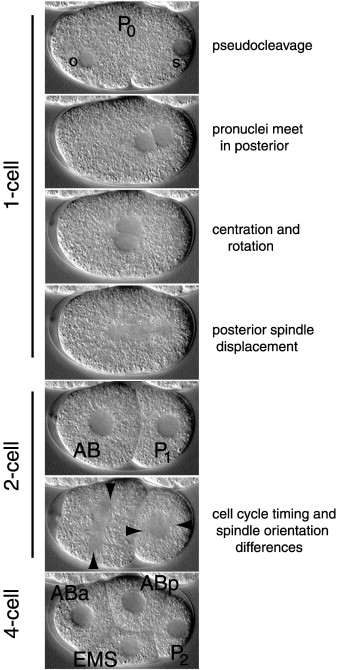 P0
o
s
pseudocleavage
pronuclei meet
in posterior
centration and
rotation
posterior spindle
displacement
1-cell
AB
P1
cell cycle timing and
spindle orientation
differences
2-cell
ABa
ABp
EMS
P2
4-cell